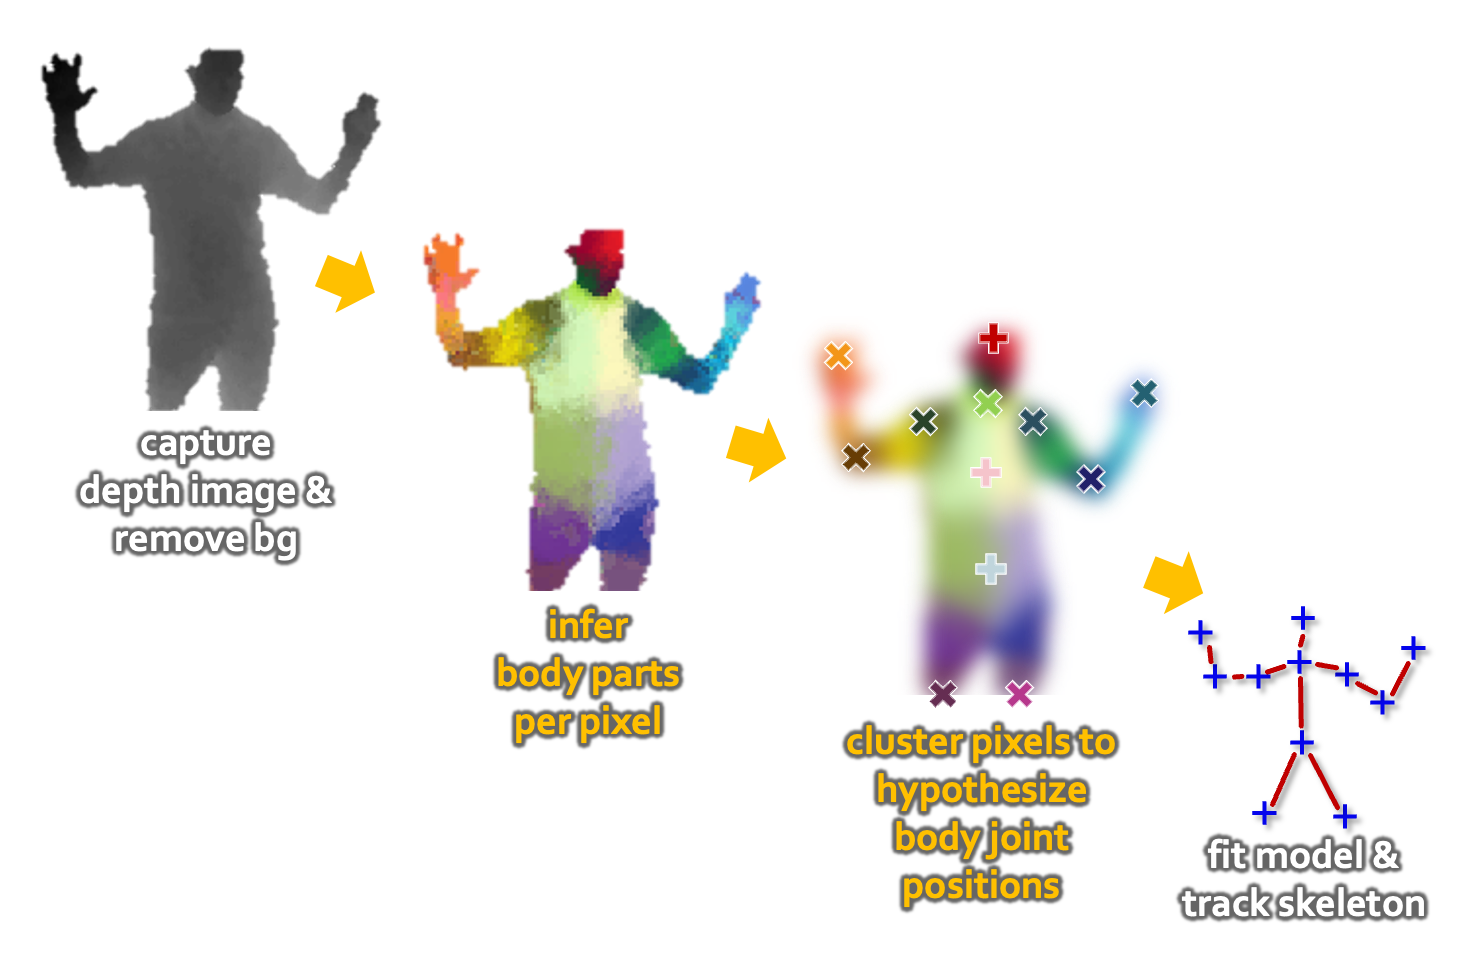 capture
depth image &
remove bg
infer
body parts
per pixel
cluster pixels to
hypothesize
body joint
positions
fit model &
track skeleton